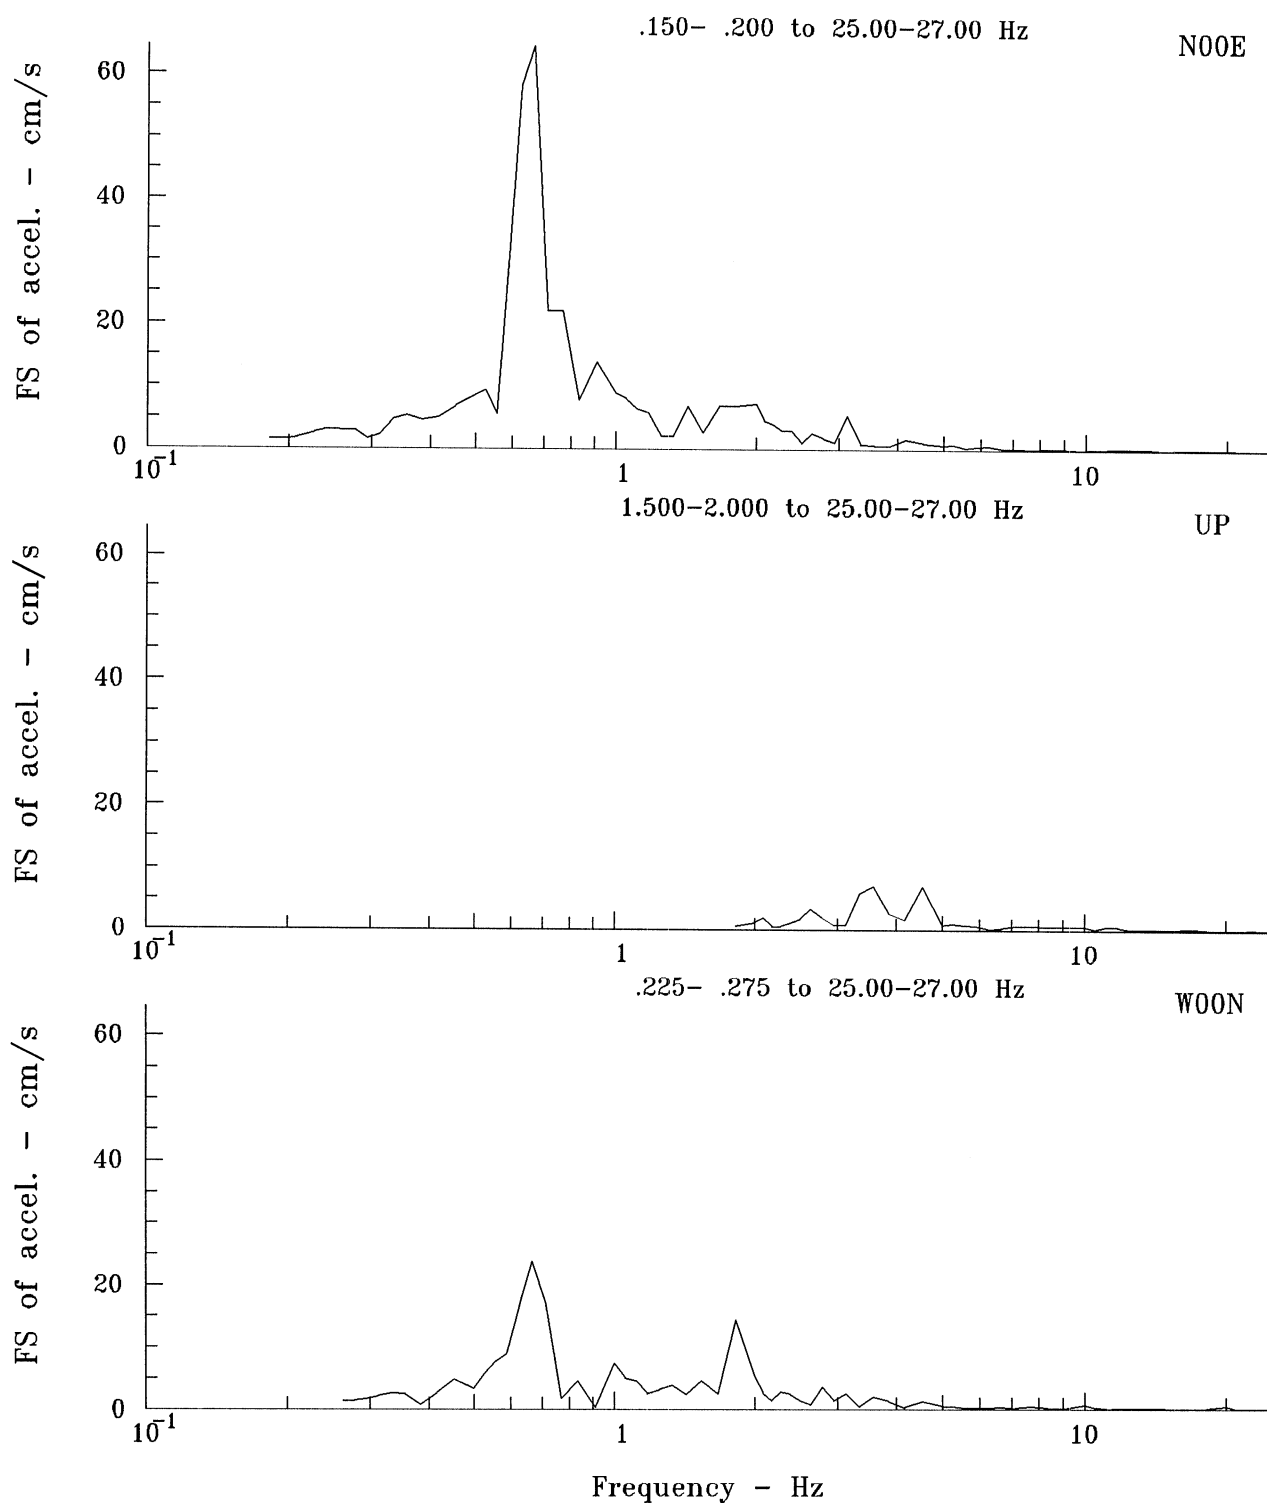 .150- .200 to 25.00-27.00 Hz
N00E
FS of accel. - cm/s
60
40
20
0
10-1
1
10
1.500-2.000 to 25.00-27.00 Hz
UP
FS of accel. - cm/s
60
40
20
0
10-1
1
10
.225- .275 to 25.00-27.00 Hz
W00N
FS of accel. - cm/s
60
40
20
0
10-1
1
10
Frequency - Hz